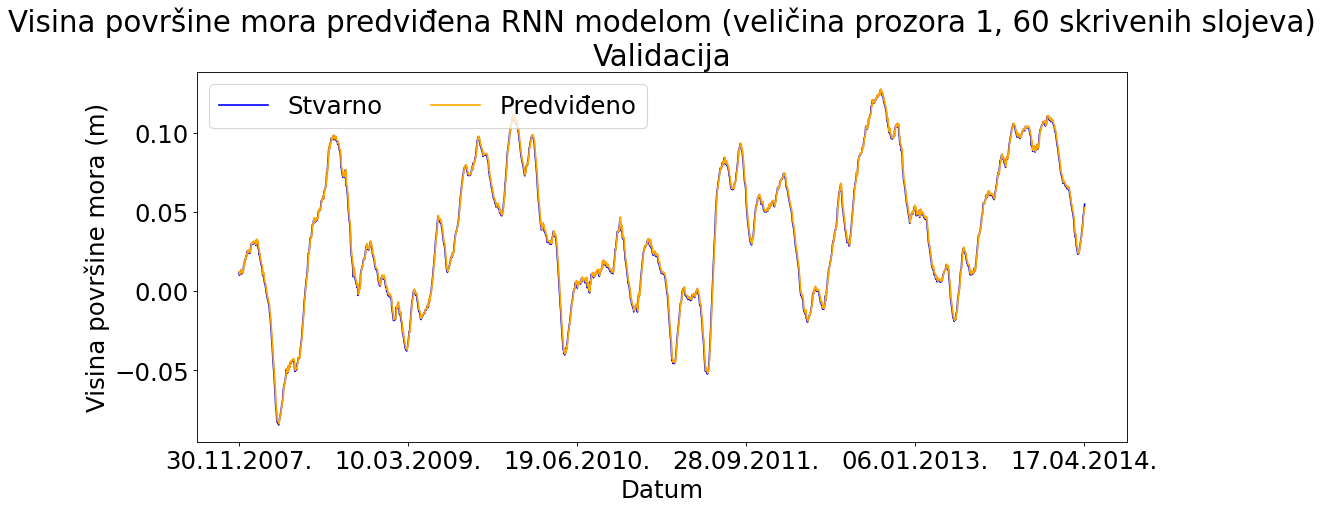 Visina površine mora predviđena RNN modelom (veličina prozora 1, 60 skrivenih slojeva)
Validacija
Stvarno Predviđeno
Visina površine mora (m)
0.10
0.05
0.00
−0.05
30.11.2007. 10.03.2009. 19.06.2010. 28.09.2011. 06.01.2013. 17.04.2014.
Datum